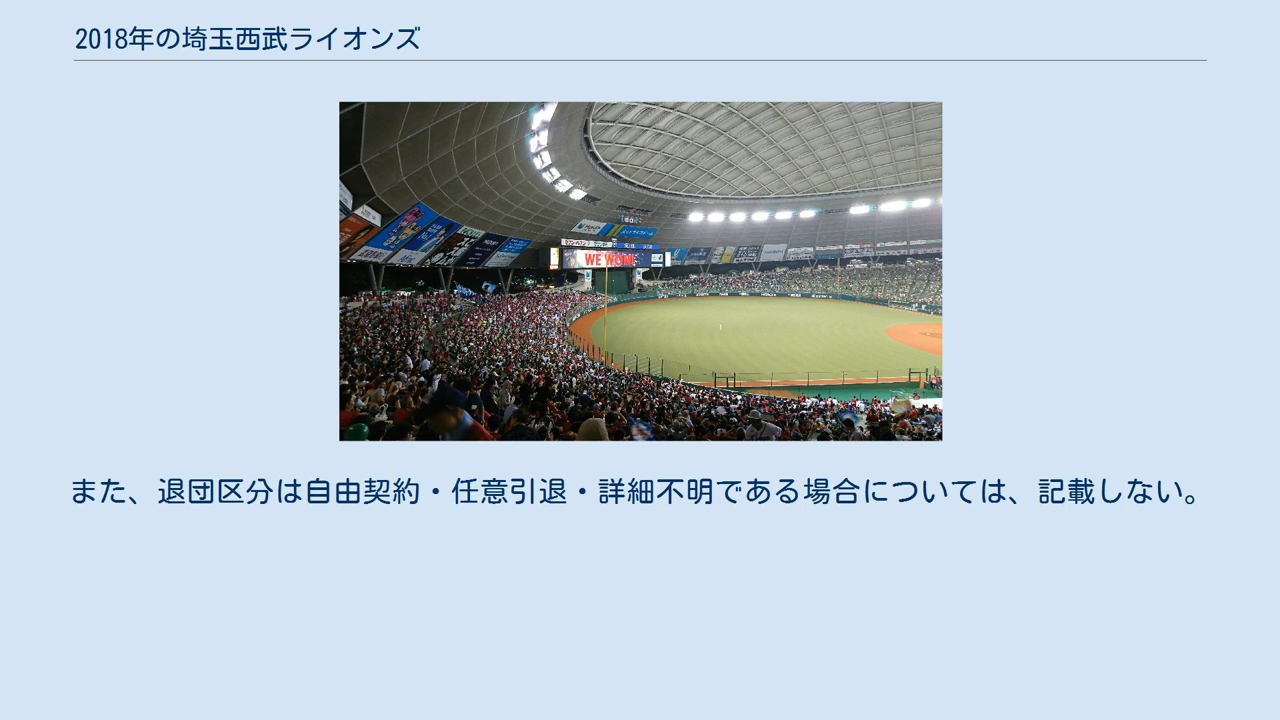 2018年の埼玉西武ライオンズ
WE WON!
また、退団区分は自由契約・任意引退・詳細不明である場合については、記載しない。